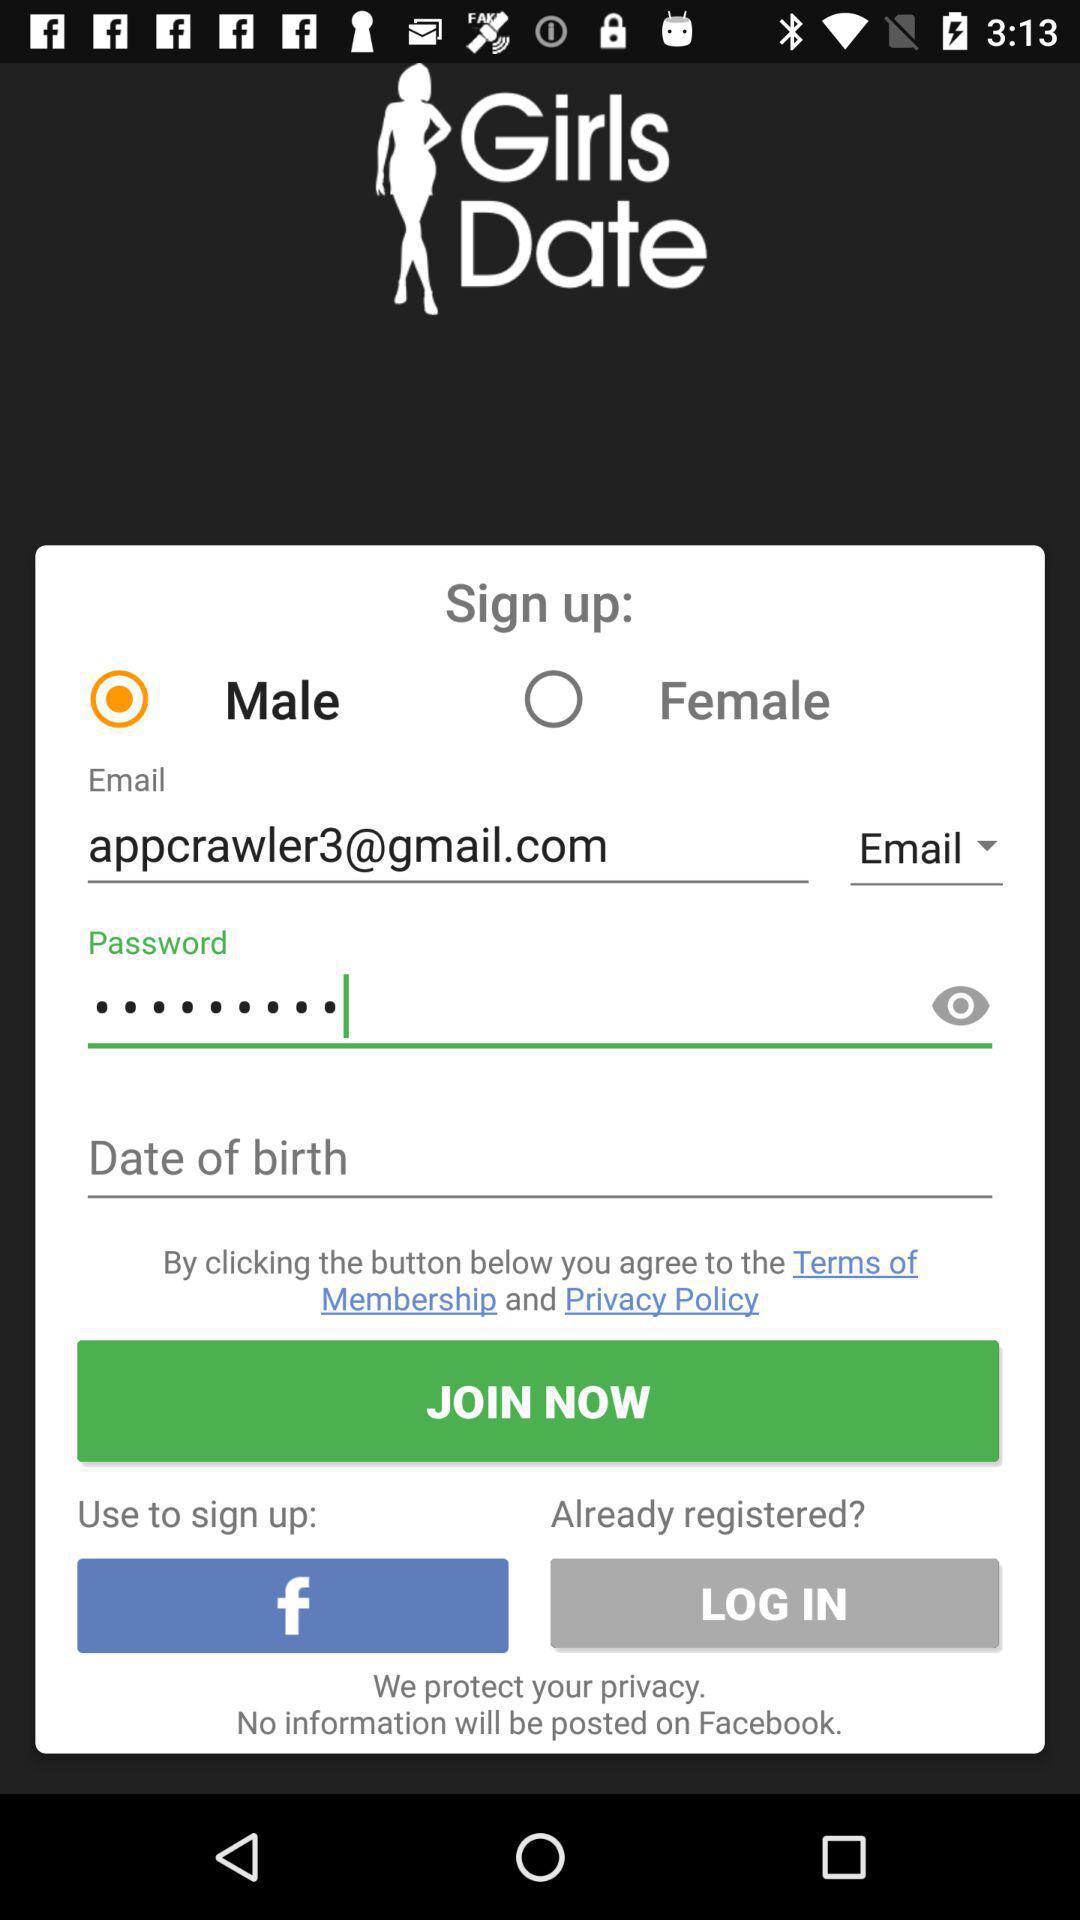 FAKE
3:13
Girls
Date
Sign up:
Male
Female
Email
appcrawler3@gmail.com
Email
Password
•••••••••
Date of birth
By clicking the button below you agree to the Terms of
Membership and Privacy Policy
JOIN NOW
Use to sign up:
Already registered?
f
LOG IN
We protect your privacy.
No information will be posted on Facebook.